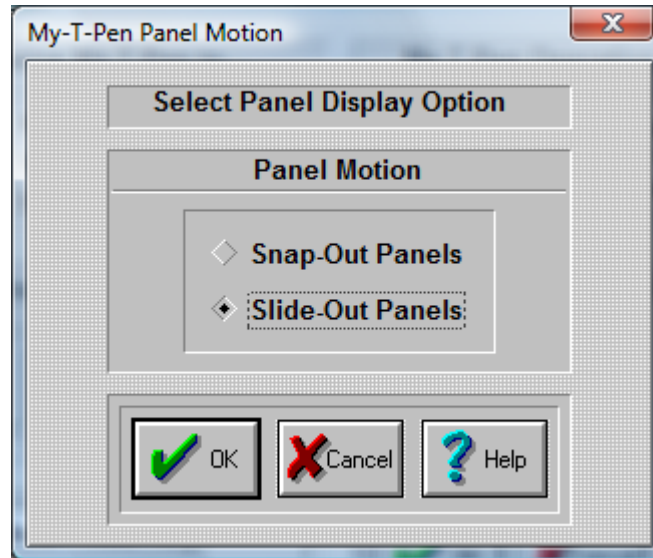 My-T-Pen Panel Motion
Select Panel Display Option
Panel Motion
Snap-Out Panels
Slide-Out Panels
OK Cancel Help